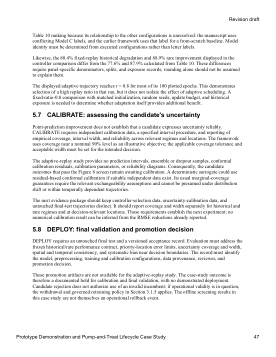 Revision draft
Table 10 ranking because its relationship to the other configurations is unresolved: the manuscript uses
conflicting Model C labels, and the earlier framework uses that label for a from-scratch baseline. Model
identity must be determined from executed configurations rather than letter labels.
Likewise, the 88.4% fixed-replay historical degradation and 88.0% rare improvement displayed in the
controller comparison differ from the 77.6% and 87.9% calculated from Table 10. These differences
require panel-specific denominators, splits, and exposure records; rounding alone should not be assumed
to explain them.
The displayed adaptive trajectory reaches r = 0.8 for most of its 100 plotted epochs. This demonstrates
selection of a high replay ratio in that run, but it does not isolate the effect of adaptive scheduling. A
fixed-r=0.8 comparison with matched initialization, random seeds, update budget, and historical
exposure is needed to determine whether adaptation itself provides additional benefit.
5.7 CALIBRATE: assessing the candidate's uncertainty
Point-prediction improvement does not establish that a candidate expresses uncertainty reliably.
CALIBRATE requires independent calibration data, a specified interval procedure, and reporting of
empirical coverage, interval width, and reliability across relevant regimes and locations. The framework
uses coverage near a nominal 90% level as an illustrative objective; the applicable coverage tolerance and
acceptable width must be set for the intended decision.
The adaptive-replay study provides no prediction intervals, ensemble or dropout samples, conformal
calibration residuals, calibration parameters, or reliability diagrams. Consequently, the candidate
outcomes that pass the Figure 8 screen remain awaiting calibration. A deterministic surrogate could use
residual-based conformal calibration if suitable independent data exist. Its usual marginal-coverage
guarantees require the relevant exchangeability assumptions and cannot be presumed under distribution
shift or within temporally dependent trajectories.
The next evidence package should keep controller-selection data, uncertainty-calibration data, and
untouched final-test trajectories distinct. It should report coverage and width separately for historical and
rare regimes and at decision-relevant locations. Those requirements establish the next experiment; no
numerical calibration result can be inferred from the RMSE reductions already reported.
5.8 DEPLOY: final validation and promotion decision
DEPLOY requires an untouched final test and a versioned acceptance record. Evaluation must address the
frozen historical/rare performance contract, priority-location error limits, uncertainty coverage and width,
spatial and temporal consistency, and systematic bias near decision boundaries. The record must identify
the model, preprocessing, training and calibration configurations, data provenance, reviewer, and
promotion decision.
These promotion artifacts are not available for the adaptive-replay study. The case-study outcome is
therefore a documented hold for calibration and final validation, with no demonstrated deployment.
Candidate rejection does not authorize use of an invalid incumbent: if operational validity is in question,
the withdrawal and governed retraining policy in Section 3.1.5 applies. The offline screening results in
this case study are not themselves an operational rollback event.
Prototype Demonstration and Pump-and-Treat Lifecycle Case Study 47